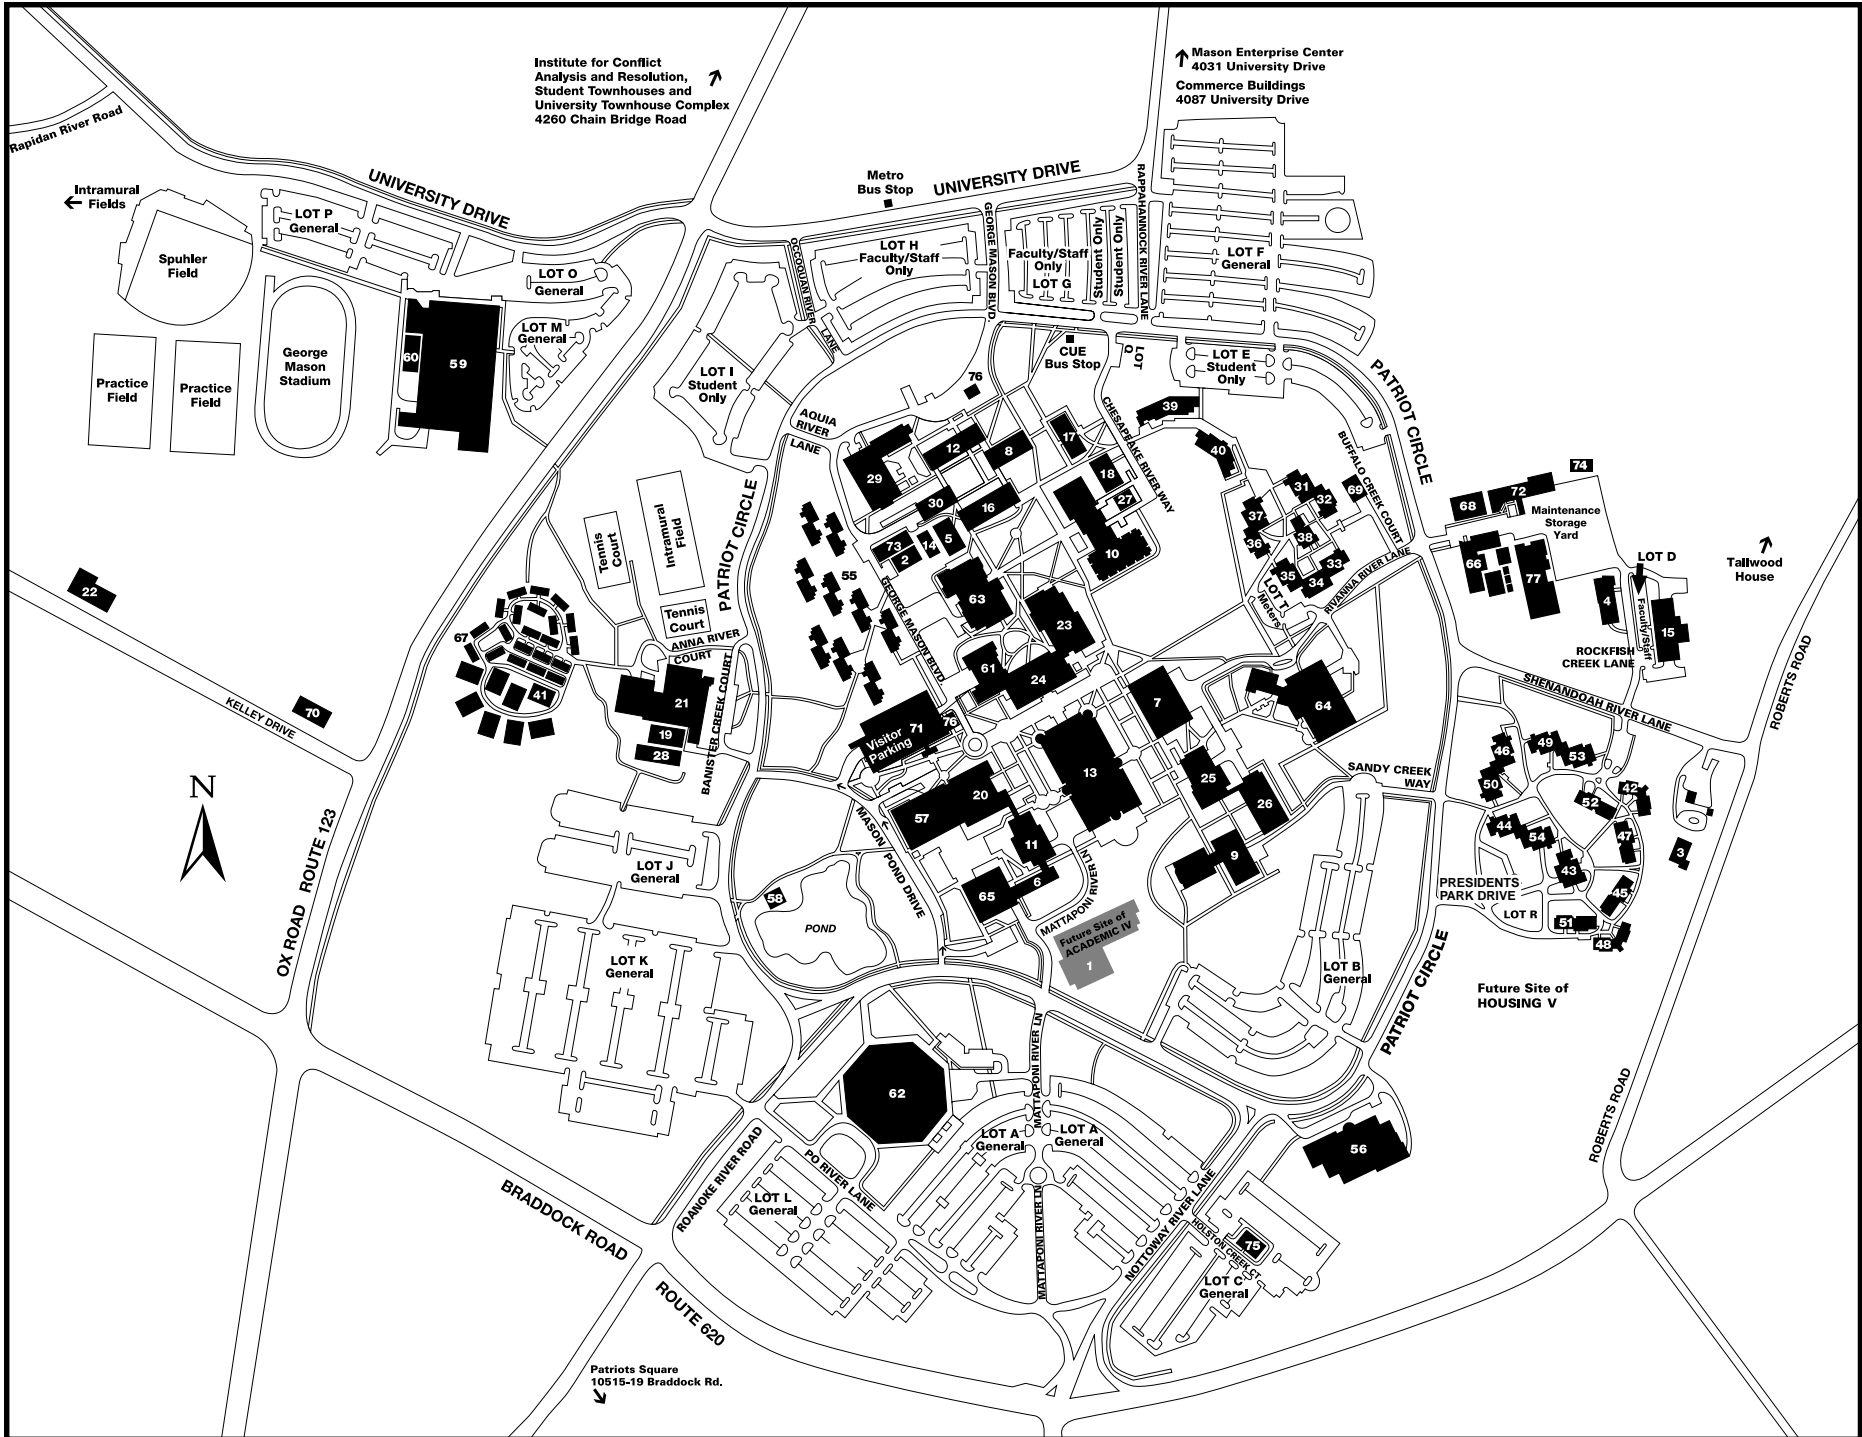 Institute for Conflict
Analysis and Resolution,
Student Townhouses and
University Townhouse Complex
4260 Chain Bridge Road
Mason Enterprise Center
4031 University Drive
Commerce Buildings
4087 University Drive
Rapidan River Road
Intramural
Fields
UNIVERSITY DRIVE
Metro
Bus Stop
UNIVERSITY DRIVE
RAPPAHANNOCK RIVER LANE
LOT P
General
Spuhler
Field
LOT O
General
OCCOQUAN RIVER
LANE
LOT H
Faculty/Staff
Only
GEORGE MASON BLVD.
Faculty/Staff
Only
LOT G
Student Only
Student Only
LOT F
General
LOT M
General
60
59
George
Mason
Stadium
Practice
Field
Practice
Field
LOT I
Student
Only
CUE
Bus Stop
LOT
Q
LOT E
Student
Only
PATRIOT CIRCLE
76
AQUIA
RIVER
LANE
CHESAPEAKE RIVER WAY
39
40
17
12
8
29
18
27
30
16
10
73
14
5
2
BUFFALO CREEK COURT
31
32
69
37
38
36
33
35
34
LOT T
Meters
RIVANNA RIVER LANE
74
72
68
Maintenance
Storage
Yard
66
77
4
LOT D
Faculty/Staff
15
Tallwood
House
ROCKFISH
CREEK LANE
SHENANDOAH RIVER LANE
ROBERTS ROAD
PATRIOT CIRCLE
Tennis
Court
Intramural
Field
Tennis
Court
ANNA RIVER
COURT
BANISTER CREEK COURT
55
GEORGE MASON BLVD.
63
23
61
24
22
KELLEY DRIVE
70
67
41
21
19
28
71
Visitor
Parking
76
7
64
13
25
26
20
57
11
9
6
65
SANDY CREEK
WAY
46
49
53
50
52
42
44
54
47
43
3
45
51
48
PRESIDENTS
PARK DRIVE
LOT R
N
OX ROAD ROUTE 123
LOT J
General
58
POND
MASON POND DRIVE
MATTAPONI RIVER LN
Future Site of
ACADEMIC IV
1
LOT K
General
LOT B
General
PATRIOT CIRCLE
Future Site of
HOUSING V
62
MATTAPONI RIVER LN
LOT A
General
LOT A
General
56
ROBERTS ROAD
ROANOKE RIVER ROAD
PO RIVER LANE
LOT L
General
MATTAPONI RIVER LN
NOTTOWAY RIVER LANE
HOLSTON CREEK CT
75
LOT C
General
BRADDOCK ROAD
ROUTE 620
Patriots Square
10515-19 Braddock Rd.